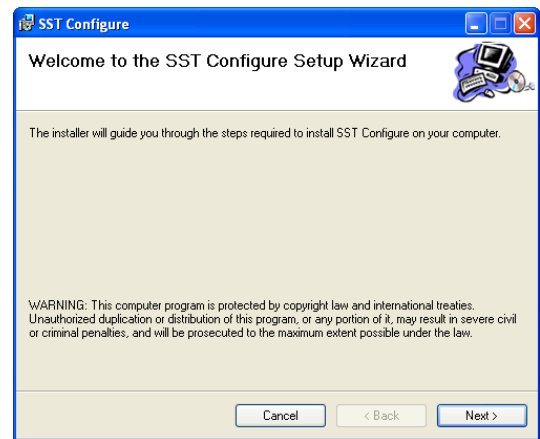 SST Configure
Welcome to the SST Configure Setup Wizard
The installer will guide you through the steps required to install SST Configure on your computer.
WARNING: This computer program is protected by copyright law and international treaties.
Unauthorized duplication or distribution of this program, or any portion of it, may result in severe civil
or criminal penalties, and will be prosecuted to the maximum extent possible under the law.
Cancel
< Back
Next >